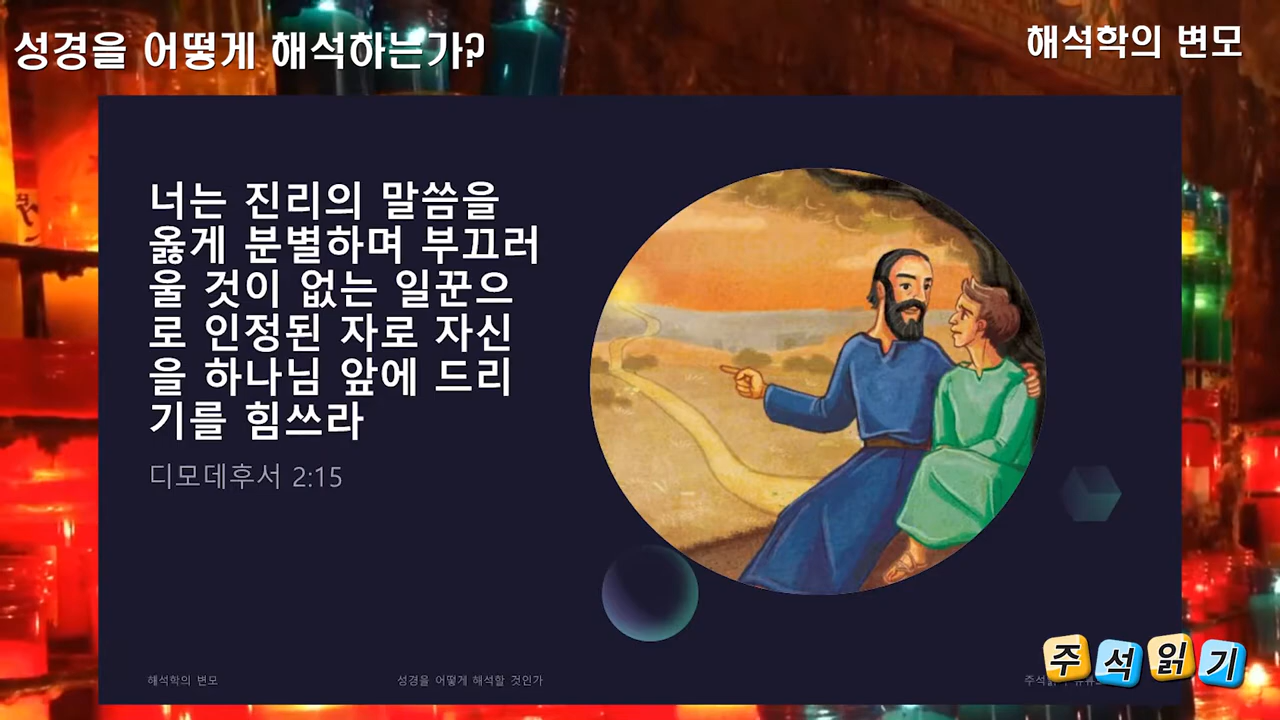 성경을 어떻게 해석하는가?
해석학의 변모
너는 진리의 말씀을
옳게 분별하며 부끄러
울 것이 없는 일꾼으
로 인정된 자로 자신
을 하나님 앞에 드리
기를 힘쓰라
디모데후서 2:15
해석학의 변모
성경을 어떻게 해석할 것인가
주석읽기